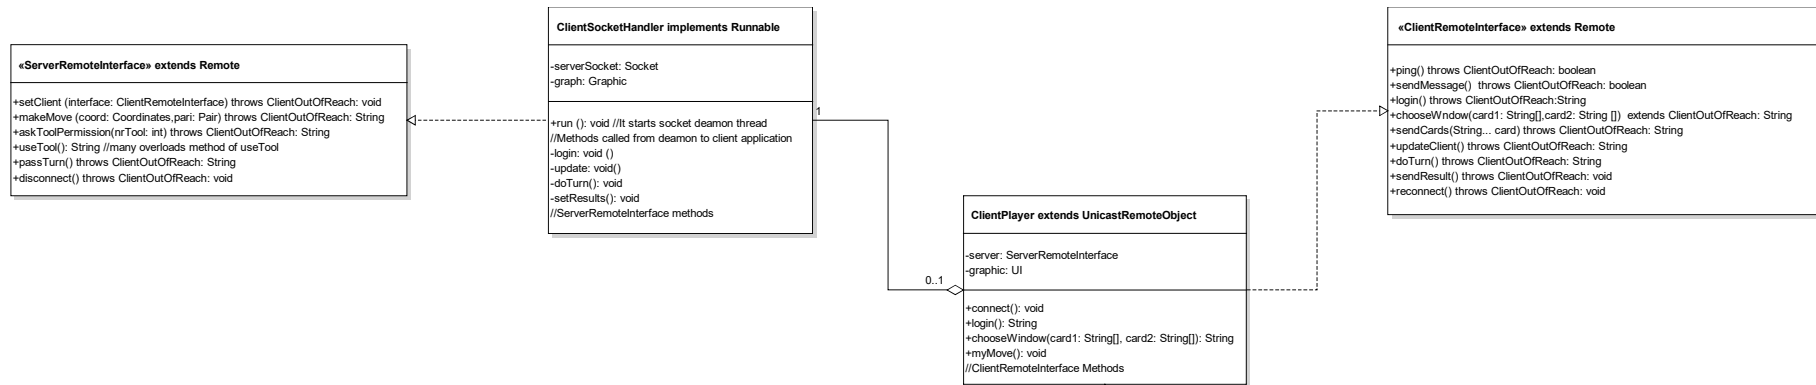 «ServerRemoteInterface» extends Remote
+setClient (interface: ClientRemoteInterface) throws ClientOutOfReach: void
+makeMove (coord: Coordinates,pari: Pair) throws ClientOutOfReach: String
+askToolPermission(nrTool: int) throws ClientOutOfReach: String
+useTool(): String //many overloads method of useTool
+passTurn() throws ClientOutOfReach: String
+disconnect() throws ClientOutOfReach: void
ClientSocketHandler implements Runnable
-serverSocket: Socket
-graph: Graphic
+run (): void //It starts socket deamon thread
//Methods called from deamon to client application
-login: void ()
-update: void()
-doTurn(): void
-setResults(): void
//ServerRemoteInterface methods
1
0..1
ClientPlayer extends UnicastRemoteObject
-server: ServerRemoteInterface
-graphic: UI
+connect(): void
+login(): String
+chooseWindow(card1: String[], card2: String[]): String
+myMove(): void
//ClientRemoteInterface Methods
«ClientRemoteInterface» extends Remote
+ping() throws ClientOutOfReach: boolean
+sendMessage()  throws ClientOutOfReach: boolean
+login() throws ClientOutOfReach:String
+chooseWndow(card1: String[],card2: String [])  extends ClientOutOfReach: String
+sendCards(String... card) throws ClientOutOfReach: String
+updateClient() throws ClientOutOfReach: String
+doTurn() throws ClientOutOfReach: String
+sendResult() throws ClientOutOfReach: void
+reconnect() throws ClientOutOfReach: void